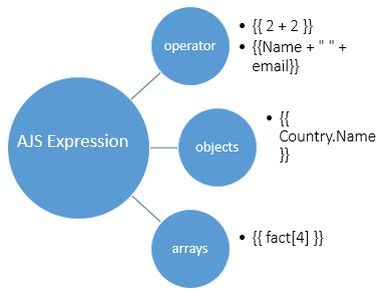 AJS Expression
operator
• {{ 2 + 2 }}
• {{Name + " " +
email}}
objects
• {{
Country.Name
}}
arrays
• {{ fact[4] }}